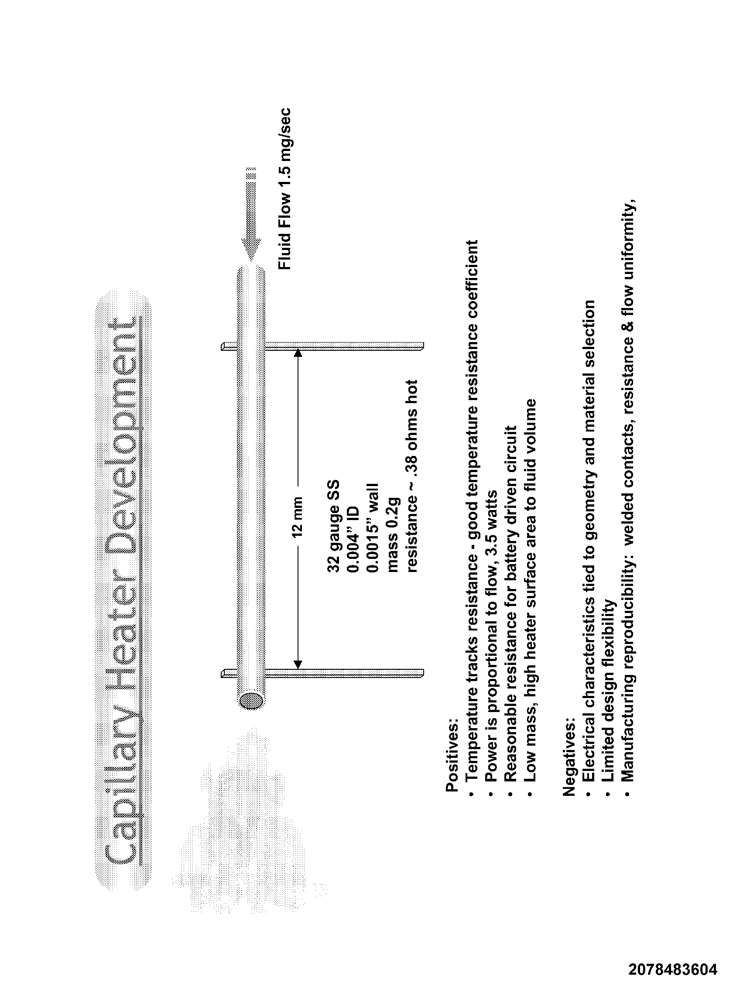 Capillary Heater Development
Fluid Flow 1.5 mg/sec
12 mm
32 gauge SS
0.004” ID
0.0015” wall
mass 0.2g
resistance ~ .38 ohms hot
Positives:
• Temperature tracks resistance - good temperature resistance coefficient
• Power is proportional to flow, 3.5 watts
• Reasonable resistance for battery driven circuit
• Low mass, high heater surface area to fluid volume
Negatives:
• Electrical characteristics tied to geometry and material selection
• Limited design flexibility
• Manufacturing reproducibility: welded contacts, resistance & flow uniformity,
2078483604